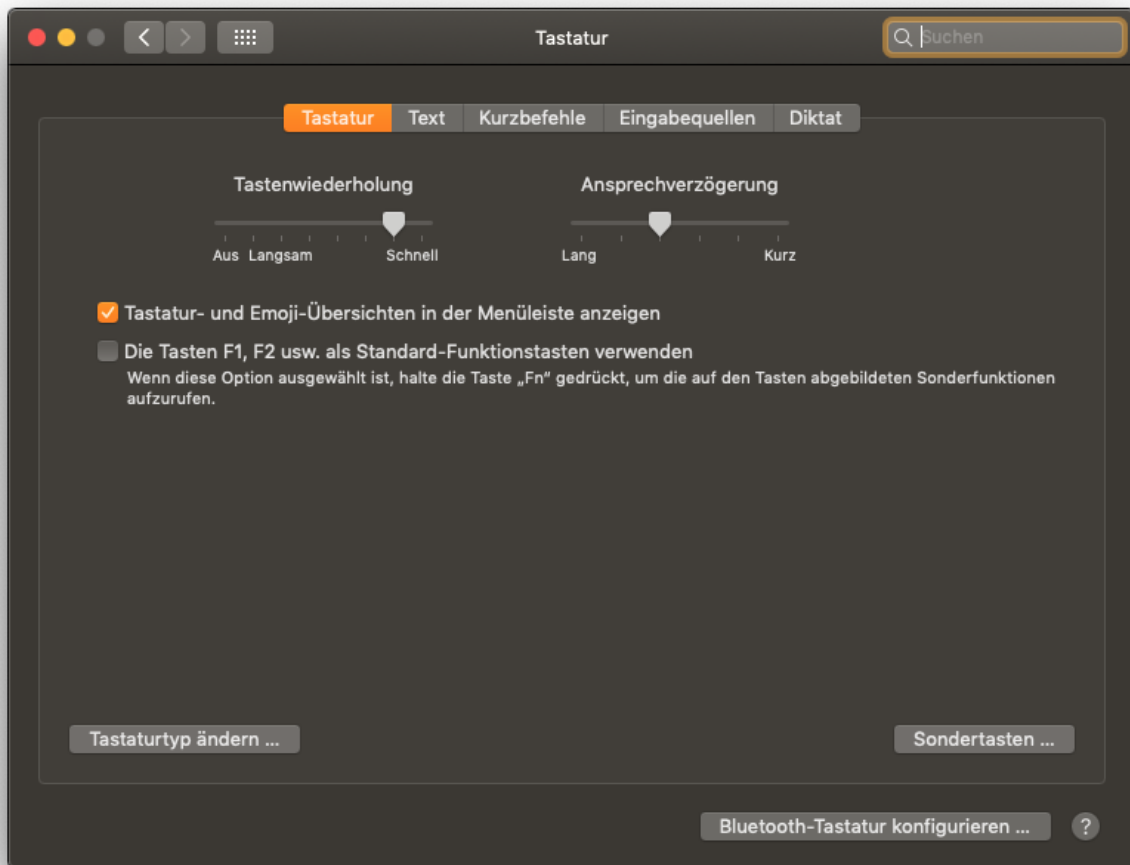 Tastatur
Suchen
Tastatur Text Kurzbefehle Eingabequellen Diktat
Tastenwiederholung Ansprechverzögerung
Aus Langsam Schnell Lang Kurz
Tastatur- und Emoji-Übersichten in der Menüleiste anzeigen
Die Tasten F1, F2 usw. als Standard-Funktionstasten verwenden
Wenn diese Option ausgewählt ist, halte die Taste „Fn“ gedrückt, um die auf den Tasten abgebildeten Sonderfunktionen
aufzurufen.
Tastaturtyp ändern ... Sondertasten ...
Bluetooth-Tastatur konfigurieren ... ?